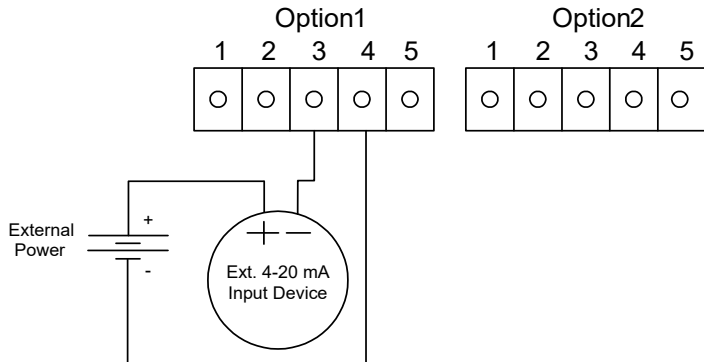 Option1
Option2
1 2 3 4 5
1 2 3 4 5
External
Power
+
-
+ −
Ext. 4-20 mA
Input Device